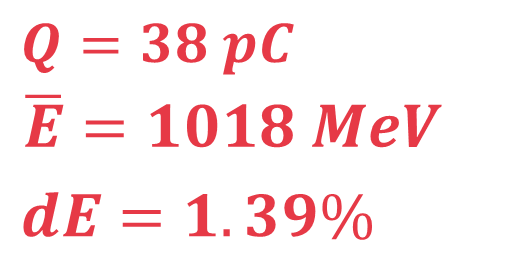 Q = 38 pC
E̅ = 1018 MeV
dE = 1.39%